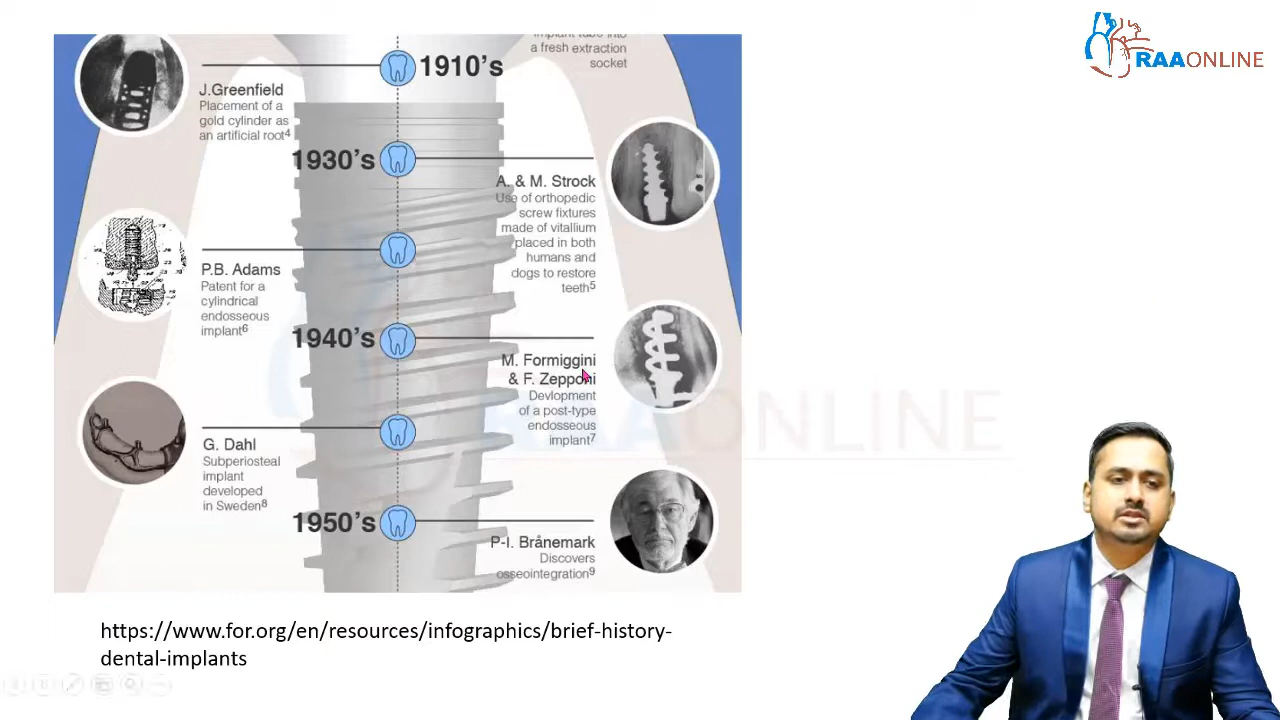 RAAONLINE
implant tube into
a fresh extraction
socket
1910's
J.Greenfield
Placement of a
gold cylinder as
an artificial root4
1930's
A. & M. Strock
Use of orthopedic
screw fixtures
made of vitallium
placed in both
humans and
dogs to restore
teeth5
P.B. Adams
Patent for a
cylindrical
endosseous
implant6
1940's
M. Formiggini
& F. Zepponi
Devlopment
of a post-type
endosseous
implant7
G. Dahl
Subperiosteal
implant
developed
in Sweden8
1950's
P-I. Brånemark
Discovers
osseointegration9
RAAONLINE
https://www.for.org/en/resources/infographics/brief-history-
dental-implants